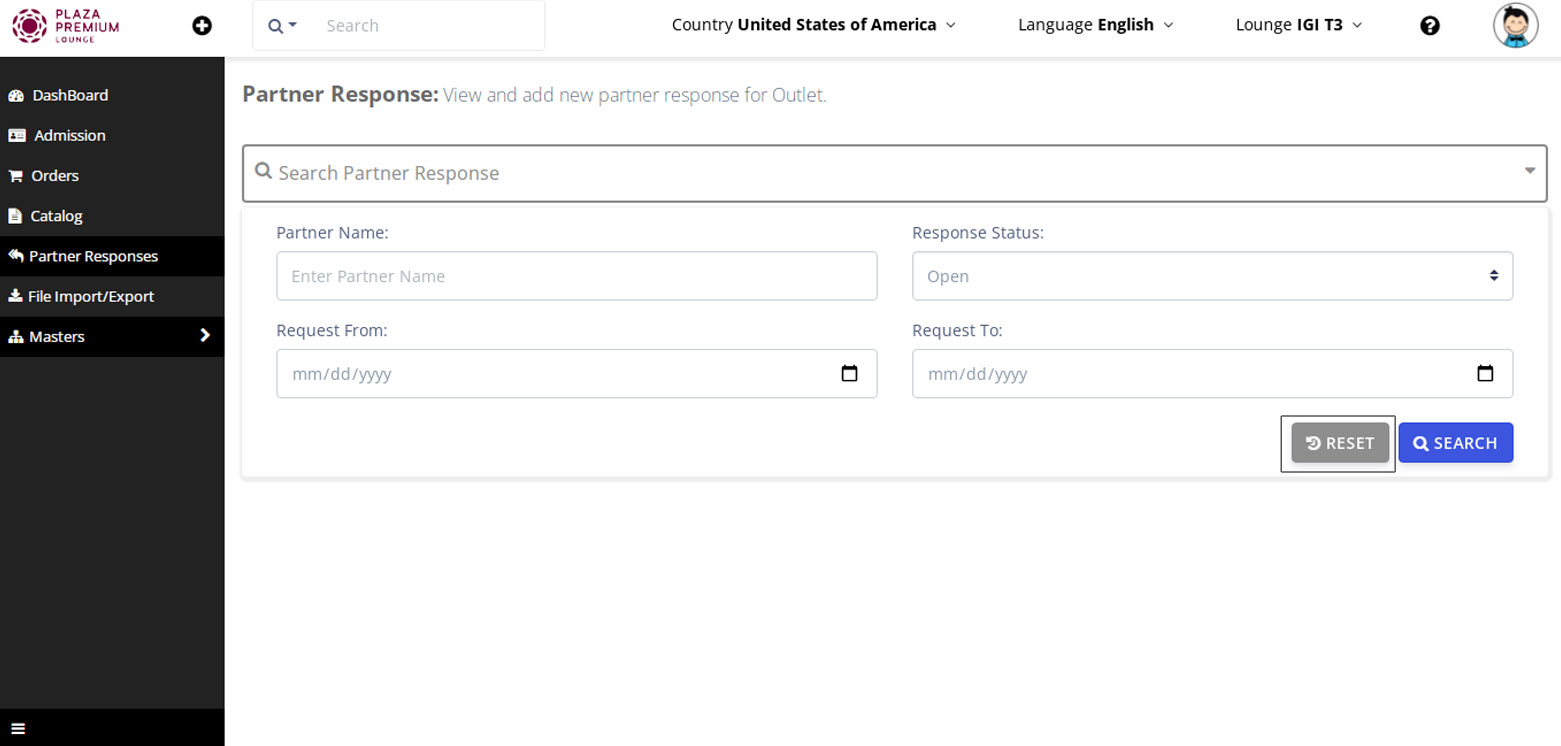 PLAZA
PREMIUM
LOUNGE
Search
Country United States of America
Language English
Lounge IGI T3
DashBoard
Admission
Orders
Catalog
Partner Responses
File Import/Export
Masters
Partner Response: View and add new partner response for Outlet.
Search Partner Response
Partner Name:
Response Status:
Enter Partner Name
Open
Request From:
Request To:
mm/dd/yyyy
mm/dd/yyyy
RESET
SEARCH